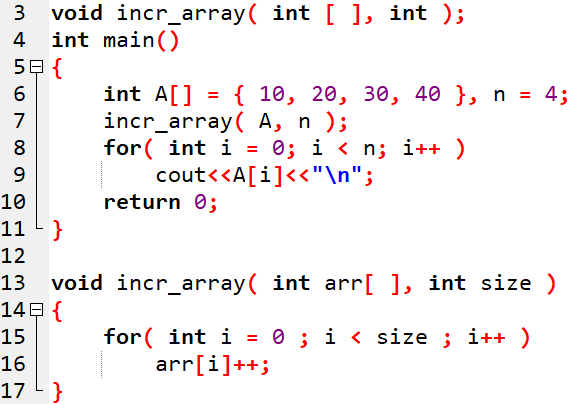 3 void incr_array( int [ ], int );
4 int main()
5 {
6 int A[] = { 10, 20, 30, 40 }, n = 4;
7 incr_array( A, n );
8 for( int i = 0; i < n; i++ )
9 cout<<A[i]<<"\n";
10 return 0;
11 }
12
13 void incr_array( int arr[ ], int size )
14 {
15 for( int i = 0 ; i < size ; i++ )
16 arr[i]++;
17 }